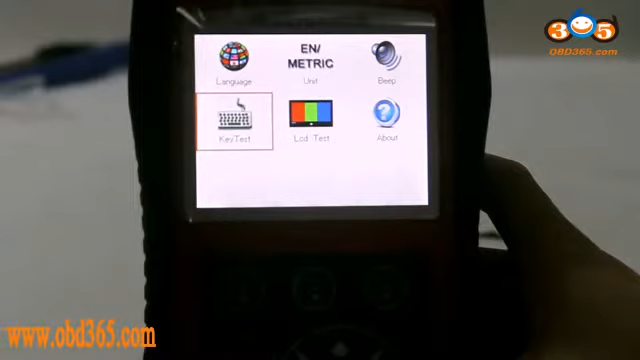 365
OBD365.com
EN/
METRIC
Language
Unit
Beep
KeyTest
Lcd Test
About
www.obd365.com